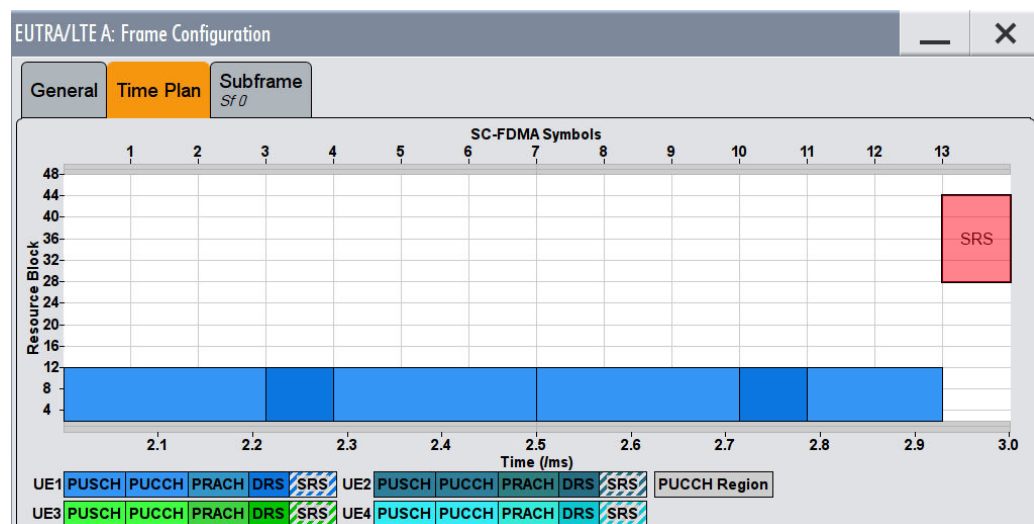 EUTRA/LTE A: Frame Configuration
General Time Plan Subframe
Sf 0
SC-FDMA Symbols
1 2 3 4 5 6 7 8 9 10 11 12 13
48
44
40
36
32
28
24
20
16
12
8
4
Resource Block
SRS
2.1 2.2 2.3 2.4 2.5 2.6 2.7 2.8 2.9 3.0
Time (/ms)
UE1 PUSCH PUCCH PRACH DRS SRS UE2 PUSCH PUCCH PRACH DRS SRS PUCCH Region
UE3 PUSCH PUCCH PRACH DRS SRS UE4 PUSCH PUCCH PRACH DRS SRS